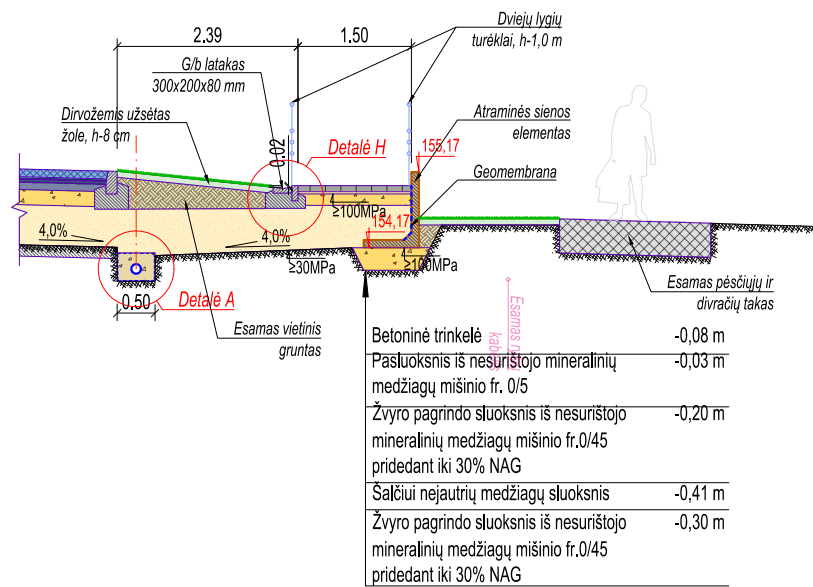 2.39
1.50
Dviejų lygių
turėklai, h-1,0 m
G/b latakas
300x200x80 mm
Dirvožemis užsėtas
žole, h-8 cm
0.02
Detalė H
155,17
Atraminės sienos
elementas
Geomembrana
≥100MPa
154,17
4,0%
4,0%
≥30MPa
≥100MPa
0.50
Detalė A
Esamas vietinis
gruntas
Esamas pėsčiųjų ir
divračių takas
Esamas ryšių
kabelis
Betoninė trinkelė -0,08 m
Pasluoksnis iš nesurištojo mineralinių -0,03 m
medžiagų mišinio fr. 0/5
Žvyro pagrindo sluoksnis iš nesurištojo -0,20 m
mineralinių medžiagų mišinio fr.0/45
pridedant iki 30% NAG
Šalčiui nejautrių medžiagų sluoksnis -0,41 m
Žvyro pagrindo sluoksnis iš nesurištojo -0,30 m
mineralinių medžiagų mišinio fr.0/45
pridedant iki 30% NAG